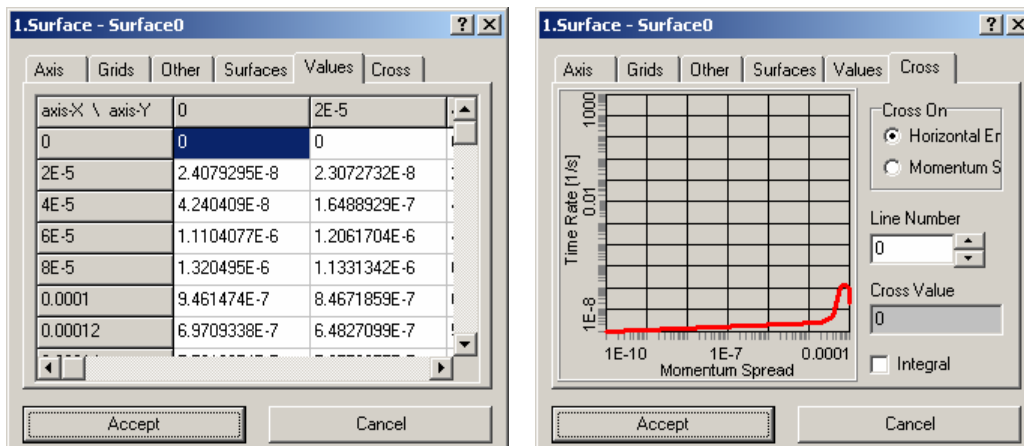 1.Surface - Surface0
Axis Grids Other Surfaces Values Cross
axis-X \ axis-Y 0 2E-5
0 0 0
2E-5 2.4079295E-8 2.3072732E-8
4E-5 4.240409E-8 1.6488929E-7
6E-5 1.1104077E-6 1.2061704E-6
8E-5 1.320495E-6 1.1331342E-6
0.0001 9.461474E-7 8.4671859E-7
0.00012 6.9709338E-7 6.4827099E-7
Accept Cancel
1.Surface - Surface0
Axis Grids Other Surfaces Values Cross
Time Rate [1/s]
1000
0.01
1E-8
1E-10 1E-7 0.0001
Momentum Spread
Cross On
Horizontal Er
Momentum S
Line Number
0
Cross Value
0
Integral
Accept Cancel